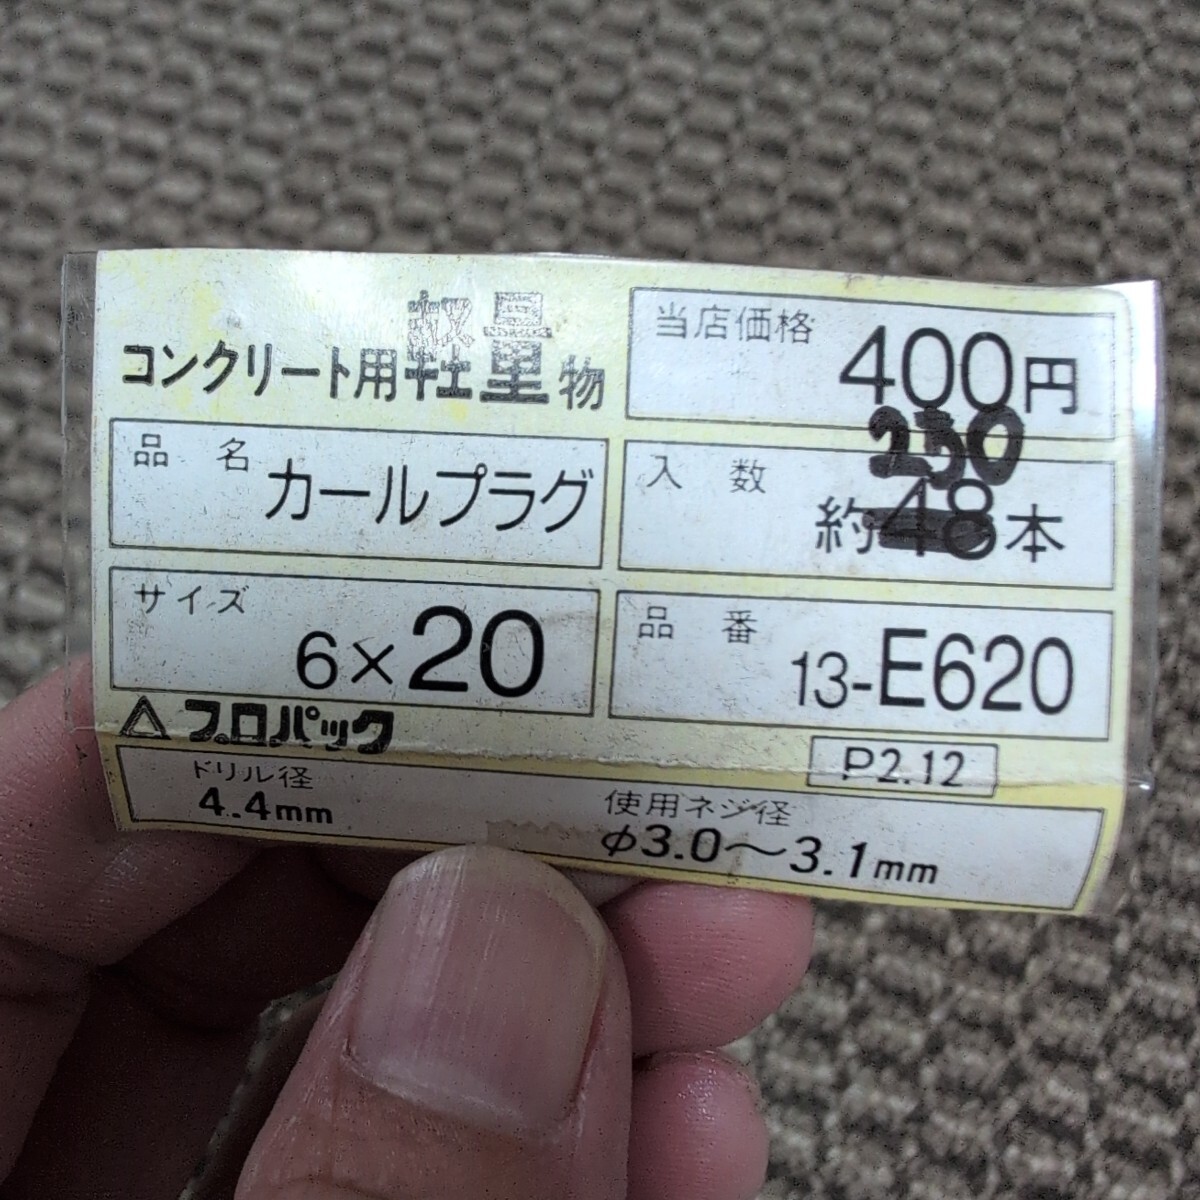 コンクリート用軽量物
当店価格
400円
品名
カールプラグ
入数
230
約48本
サイズ
6×20
品番
13-E620
プロパック
P2.12
ドリル径
4.4mm
使用ネジ径
φ3.0～3.1mm